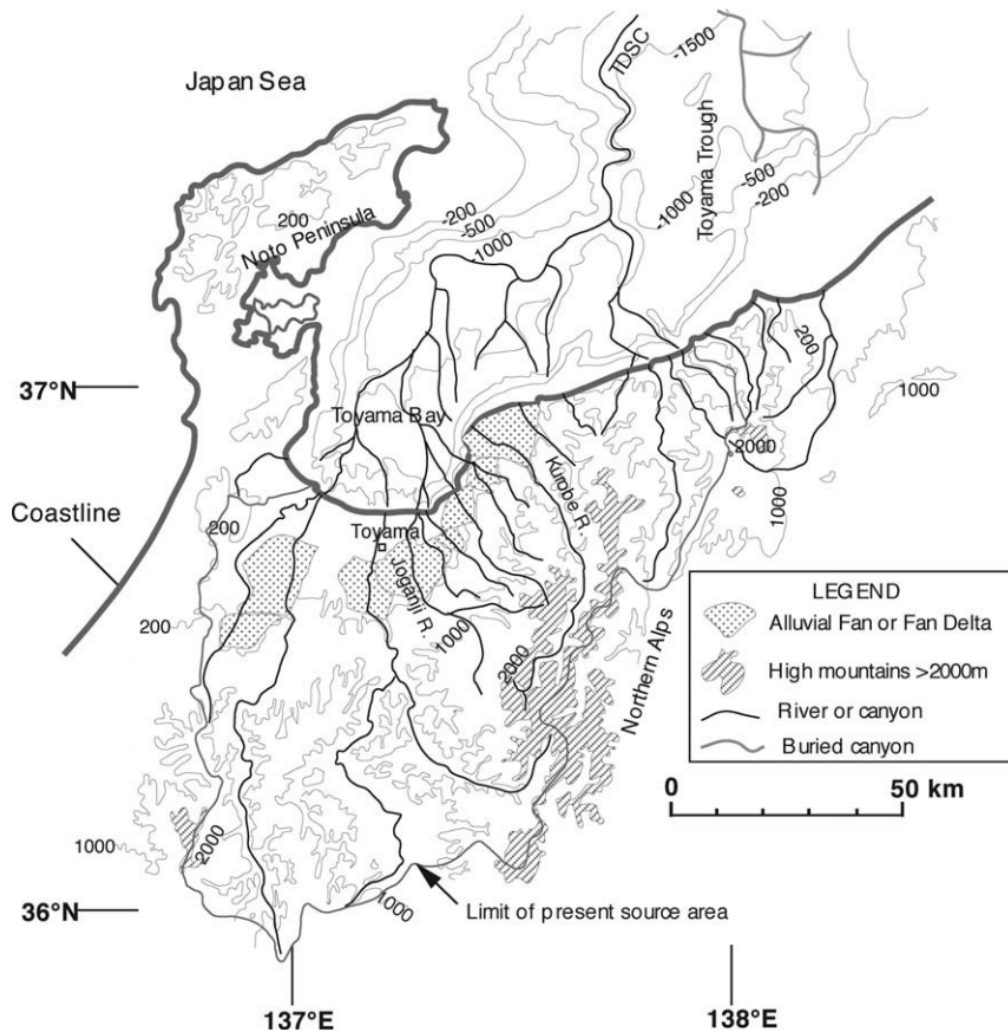 Japan Sea
TDSC
-1500
Toyama Trough
-500
-200
-1000
200
Noto Peninsula
-200
-500
-1000
200
37°N
1000
Toyama Bay
2000
Kurobe R.
1000
Coastline
200
Toyama
Joganji R.
200
1000
2000
Northern Alps
LEGEND
Alluvial Fan or Fan Delta
High mountains >2000m
River or canyon
Buried canyon
0 50 km
1000
2000
36°N
1000
Limit of present source area
137°E
138°E